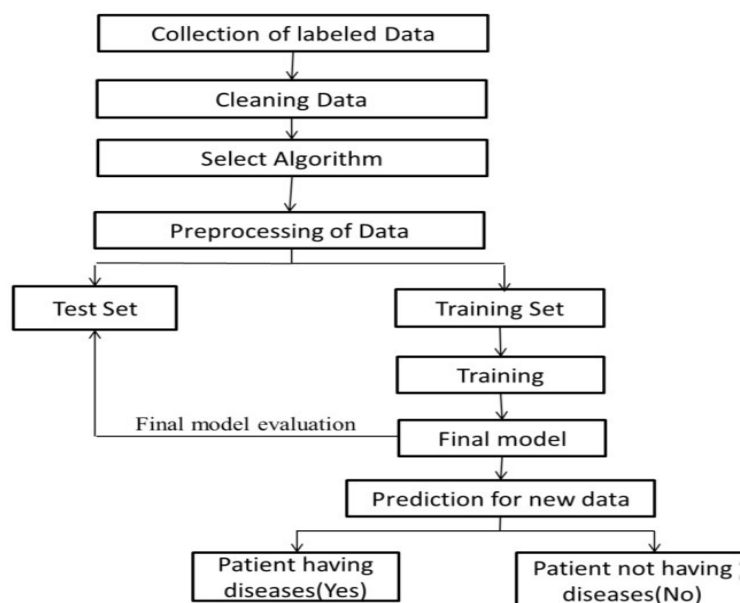 Collection of labeled Data
Cleaning Data
Select Algorithm
Preprocessing of Data
Test Set
Training Set
Training
Final model evaluation
Final model
Prediction for new data
Patient having
diseases(Yes)
Patient not having
diseases(No)